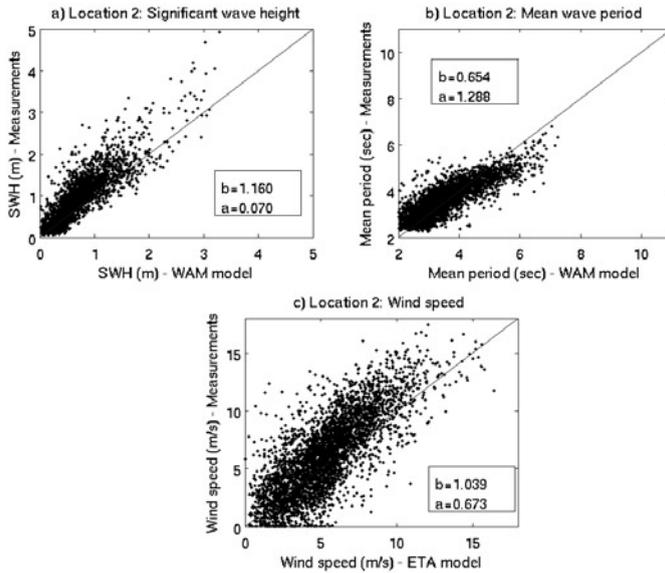 a) Location 2: Significant wave height
5
4
3
2
1
0
0
1
2
3
4
5
SWH (m) - Measurements
b=1.160
a=0.070
SWH (m) - WAM model
b) Location 2: Mean wave period
10
8
6
4
2
2
4
6
8
10
Mean period (sec) - Measurements
b=0.654
a=1.288
Mean period (sec) - WAM model
c) Location 2: Wind speed
15
10
5
0
0
5
10
15
Wind speed (m/s) - Measurements
b=1.039
a=0.673
Wind speed (m/s) - ETA model